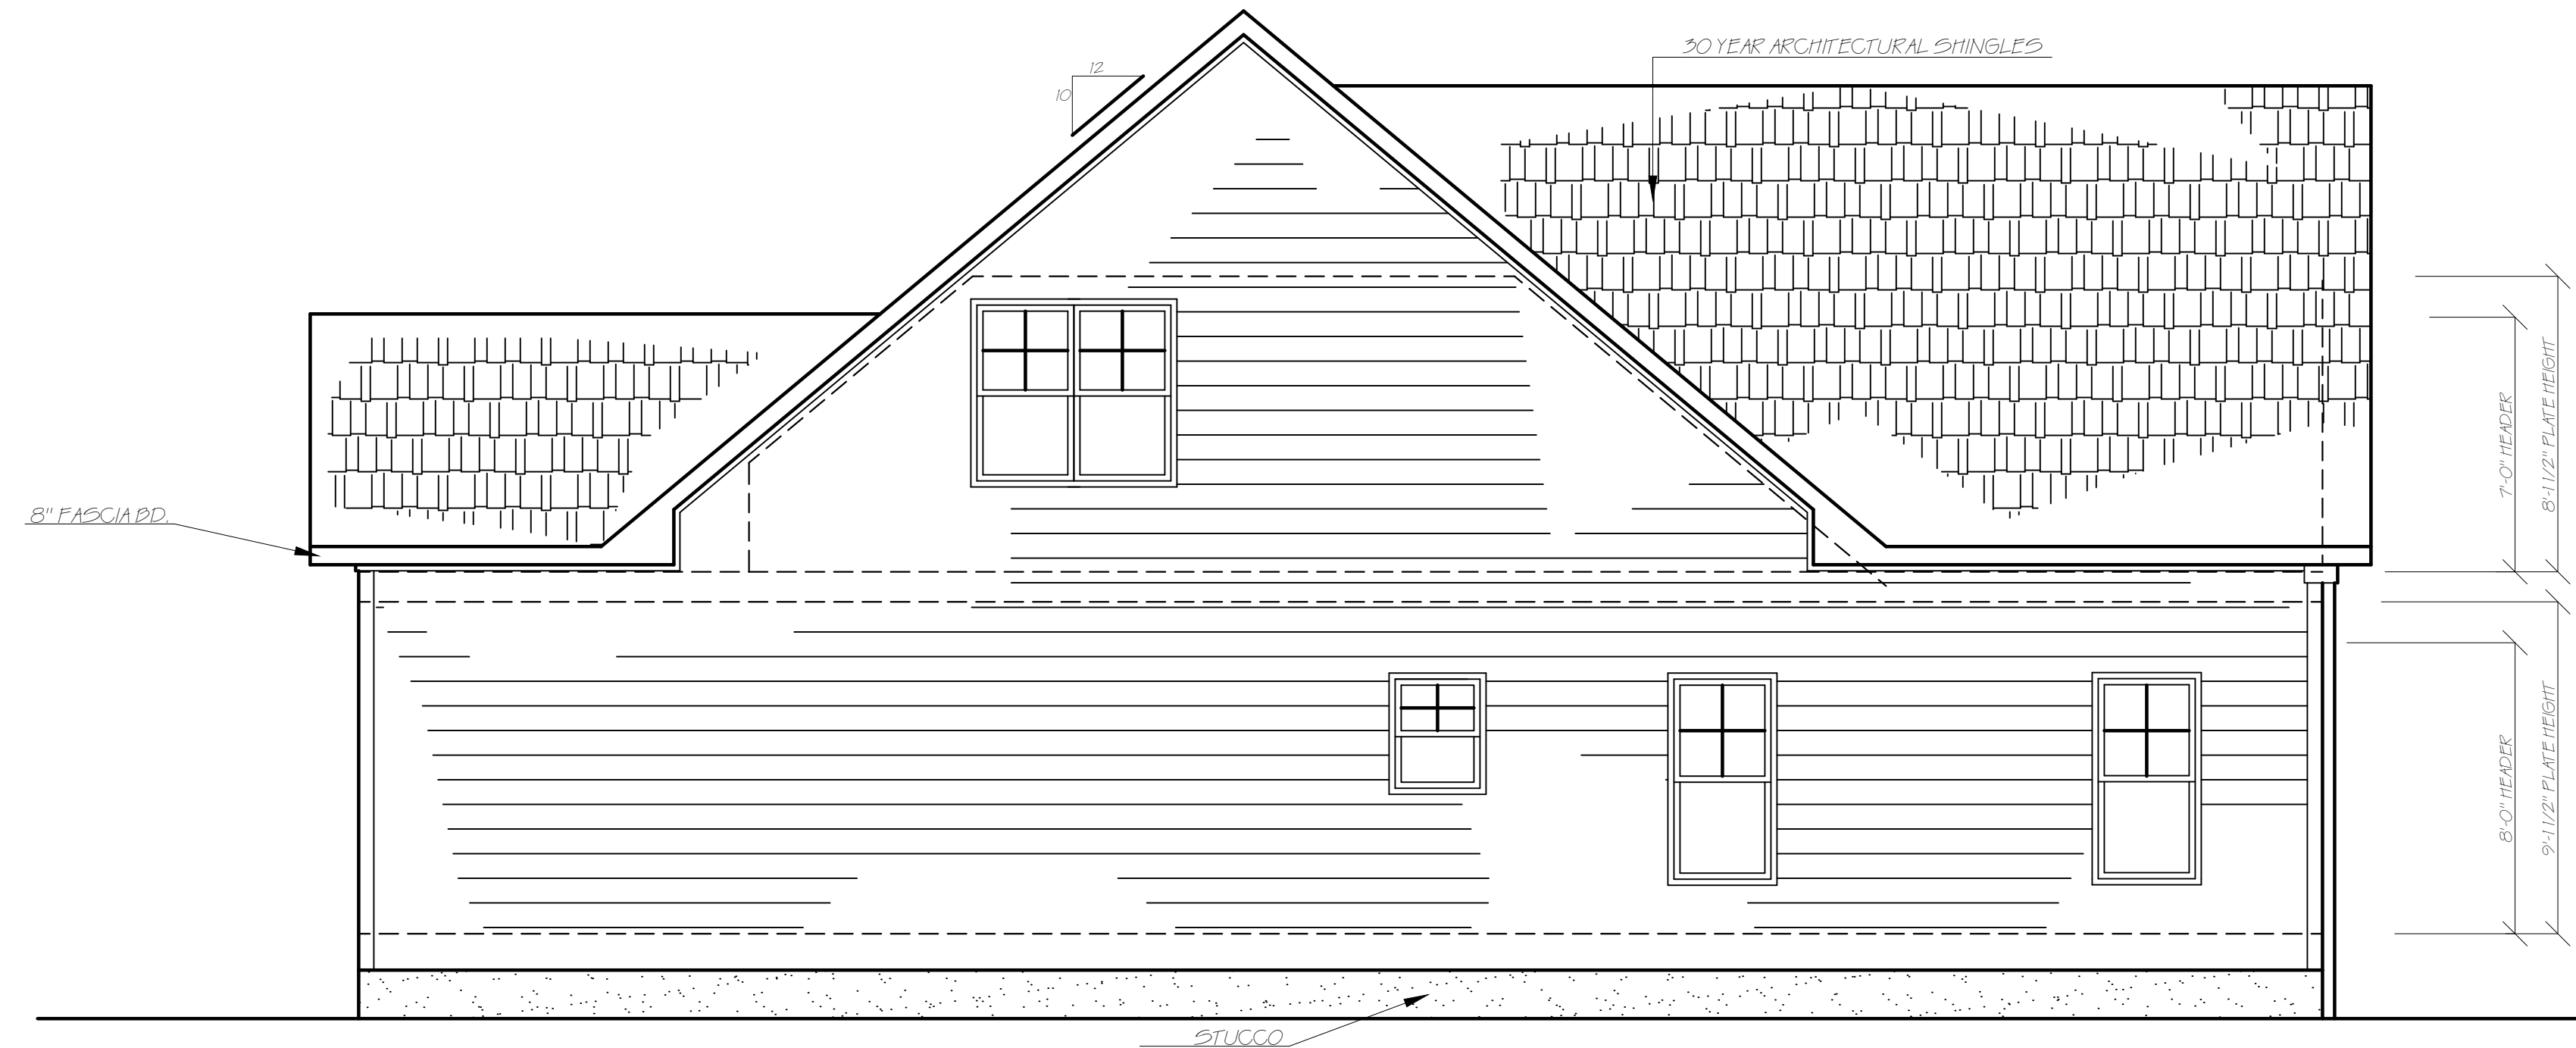 30 YEAR ARCHITECTURAL SHINGLES
12
10
7'-0" HEADER
8'-1 1/2" PLATE HEIGHT
8" FASCIA BD.
8'-0" HEADER
9'-1 1/2" PLATE HEIGHT
STUCCO